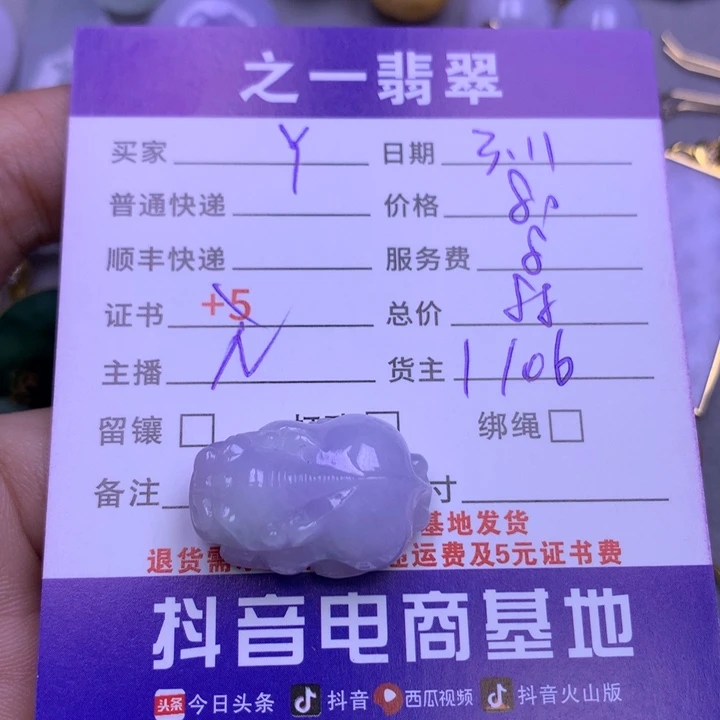 之一翡翠
买家 Y 日期 3.11
普通快递 价格 80
顺丰快递 服务费 8
证书 +5 总价 88
主播 N 货主 1106
留镶 绑绳
备注 寸
基地发货
退货需 运费及5元证书费
抖音电商基地
头条 今日头条 抖音 西瓜视频 抖音火山版